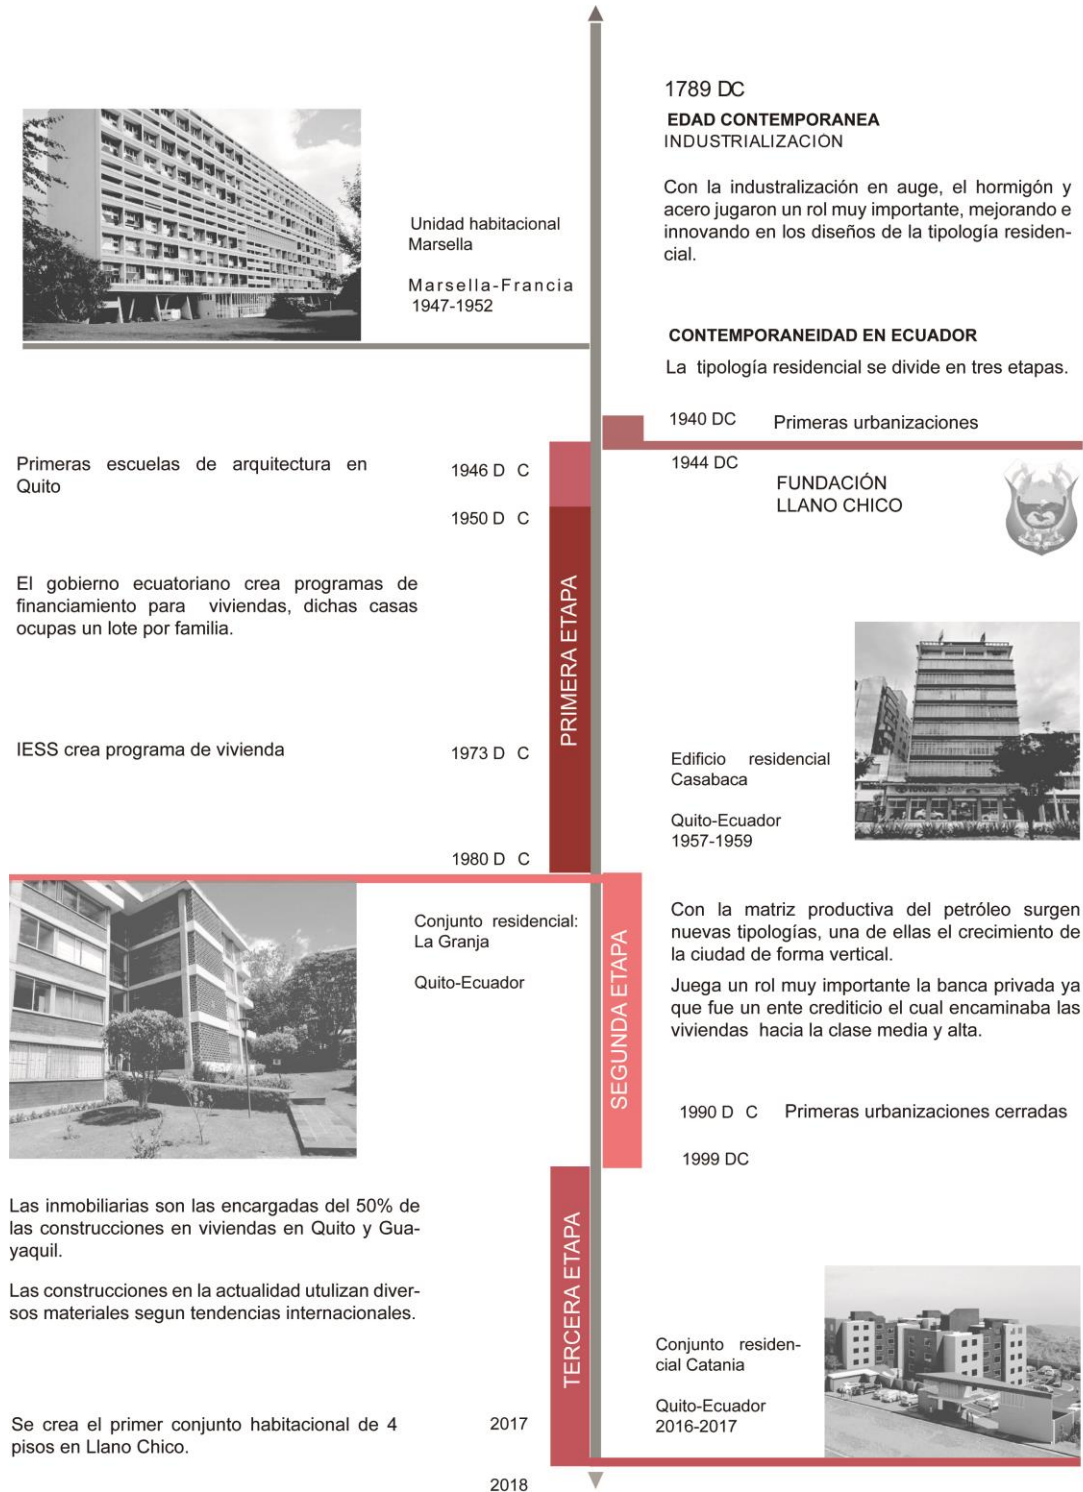 1789 DC
EDAD CONTEMPORANEA
INDUSTRIALIZACIÓN
Con la industralización en auge, el hormigón y
acero jugaron un rol muy importante, mejorando e
innovando en los diseños de la tipología residen-
cial.
Unidad habitacional
Marsella
Marsella-Francia
1947-1952
CONTEMPORANEIDAD EN ECUADOR
La tipología residencial se divide en tres etapas.
1940 DC Primeras urbanizaciones
1944 DC
FUNDACIÓN
LLANO CHICO
Primeras escuelas de arquitectura en
Quito
1946 D C
1950 D C
El gobierno ecuatoriano crea programas de
financiamiento para viviendas, dichas casas
ocupas un lote por familia.
PRIMERA ETAPA
IESS crea programa de vivienda
1973 D C
Edificio residencial
Casabaca
Quito-Ecuador
1957-1959
TOYOTA
1980 D C
Conjunto residencial:
La Granja
Quito-Ecuador
SEGUNDA ETAPA
Con la matriz productiva del petróleo surgen
nuevas tipologías, una de ellas el crecimiento de
la ciudad de forma vertical.
Juega un rol muy importante la banca privada ya
que fue un ente crediticio el cual encaminaba las
viviendas hacia la clase media y alta.
1990 D C Primeras urbanizaciones cerradas
1999 DC
Las inmobiliarias son las encargadas del 50% de
las construcciones en viviendas en Quito y Gua-
yaquil.
Las construcciones en la actualidad utulizan diver-
sos materiales segun tendencias internacionales.
TERCERA ETAPA
Conjunto residen-
cial Catania
Quito-Ecuador
2016-2017
Se crea el primer conjunto habitacional de 4
pisos en Llano Chico.
2017
2018